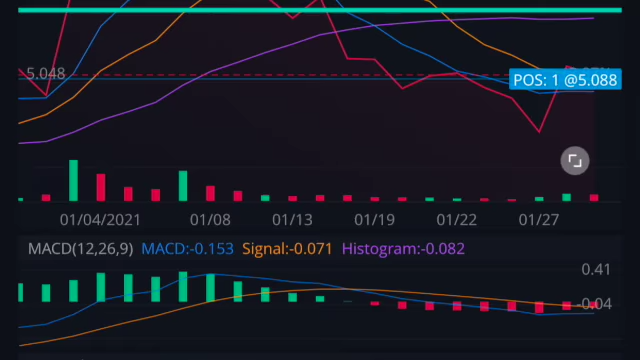 5.048
POS: 1 @5.088
01/04/2021 01/08 01/13 01/19 01/22 01/27
MACD(12,26,9) MACD:-0.153 Signal:-0.071 Histogram:-0.082
0.41
-0.04